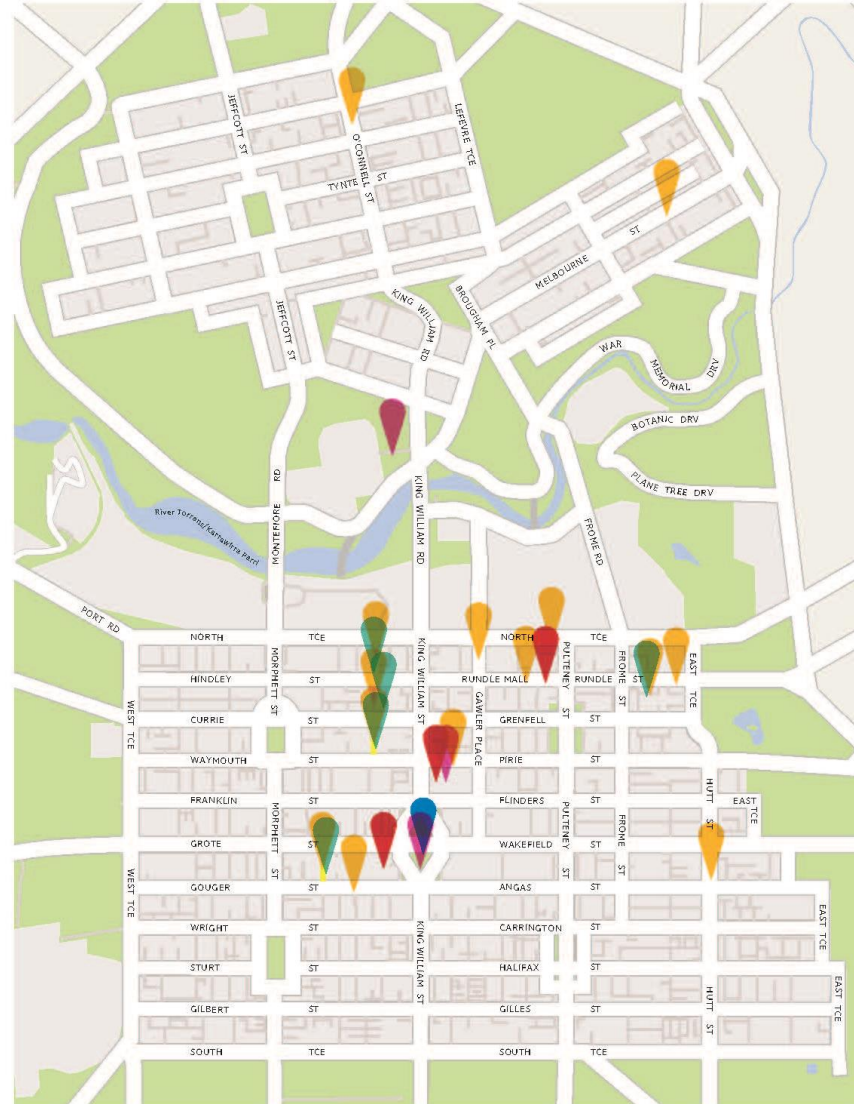 JEFFCOTT ST
O'CONNELL ST
LEFEVRE TCE
TYNTE ST
MELBOURNE ST
JEFFCOTT ST
KING WILLIAM RD
BROUGHAM PL
WAR MEMORIAL DRV
BOTANIC DRV
PLANE TREE DRV
MONTEFIORE RD
KING WILLIAM RD
River Torrens/Karrawirra Parri
FROME RD
PORT RD
NORTH TCE
NORTH TCE
KING WILLIAM ST
MORPHETT ST
PULTENEY ST
FROME ST
EAST TCE
HINDLEY ST
RUNDLE MALL
RUNDLE ST
WEST TCE
GAWLER PLACE
CURRIE ST
GRENFELL ST
WAYMOUTH ST
PIRIE ST
HUTT ST
FRANKLIN ST
FLINDERS ST
EAST TCE
MORPHETT ST
PULTENEY ST
FROME ST
GROTE ST
WAKEFIELD ST
WEST TCE
GOUGER ST
ANGAS ST
KING WILLIAM ST
WRIGHT ST
CARRINGTON ST
EAST TCE
STURT ST
HALIFAX ST
EAST TCE
HUTT ST
GILBERT ST
GILLES ST
SOUTH TCE
SOUTH TCE